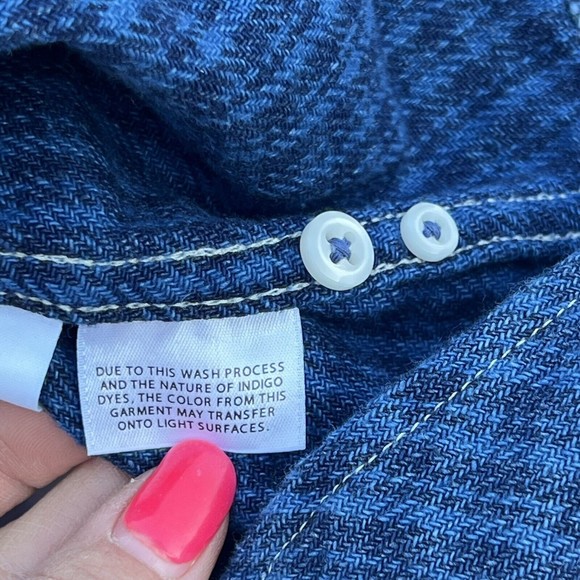 DUE TO THIS WASH PROCESS
AND THE NATURE OF INDIGO
DYES, THE COLOR FROM THIS
GARMENT MAY TRANSFER
ONTO LIGHT SURFACES.